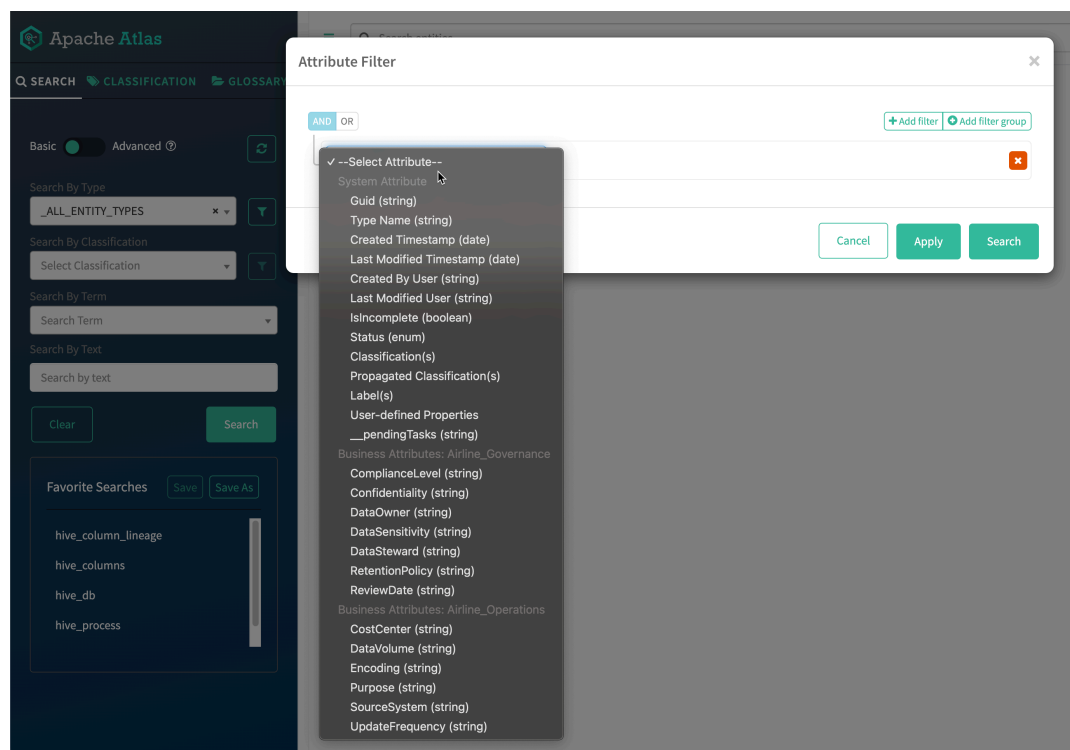 Apache Atlas
Search entities
SEARCH CLASSIFICATION GLOSSARY
Basic Advanced
Search By Type
_ALL_ENTITY_TYPES × 
Search By Classification
Select Classification
Search By Term
Search Term
Search By Text
Search by text
Clear Search
Favorite Searches Save Save As
hive_column_lineage
hive_columns
hive_db
hive_process
Attribute Filter ×
AND OR
+ Add filter Add filter group
✓ --Select Attribute--
System Attribute
Guid (string)
Type Name (string)
Created Timestamp (date)
Last Modified Timestamp (date)
Created By User (string)
Last Modified User (string)
IsIncomplete (boolean)
Status (enum)
Classification(s)
Propagated Classification(s)
Label(s)
User-defined Properties
__pendingTasks (string)
Business Attributes: Airline_Governance
ComplianceLevel (string)
Confidentiality (string)
DataOwner (string)
DataSensitivity (string)
DataSteward (string)
RetentionPolicy (string)
ReviewDate (string)
Business Attributes: Airline_Operations
CostCenter (string)
DataVolume (string)
Encoding (string)
Purpose (string)
SourceSystem (string)
UpdateFrequency (string)
Cancel Apply Search